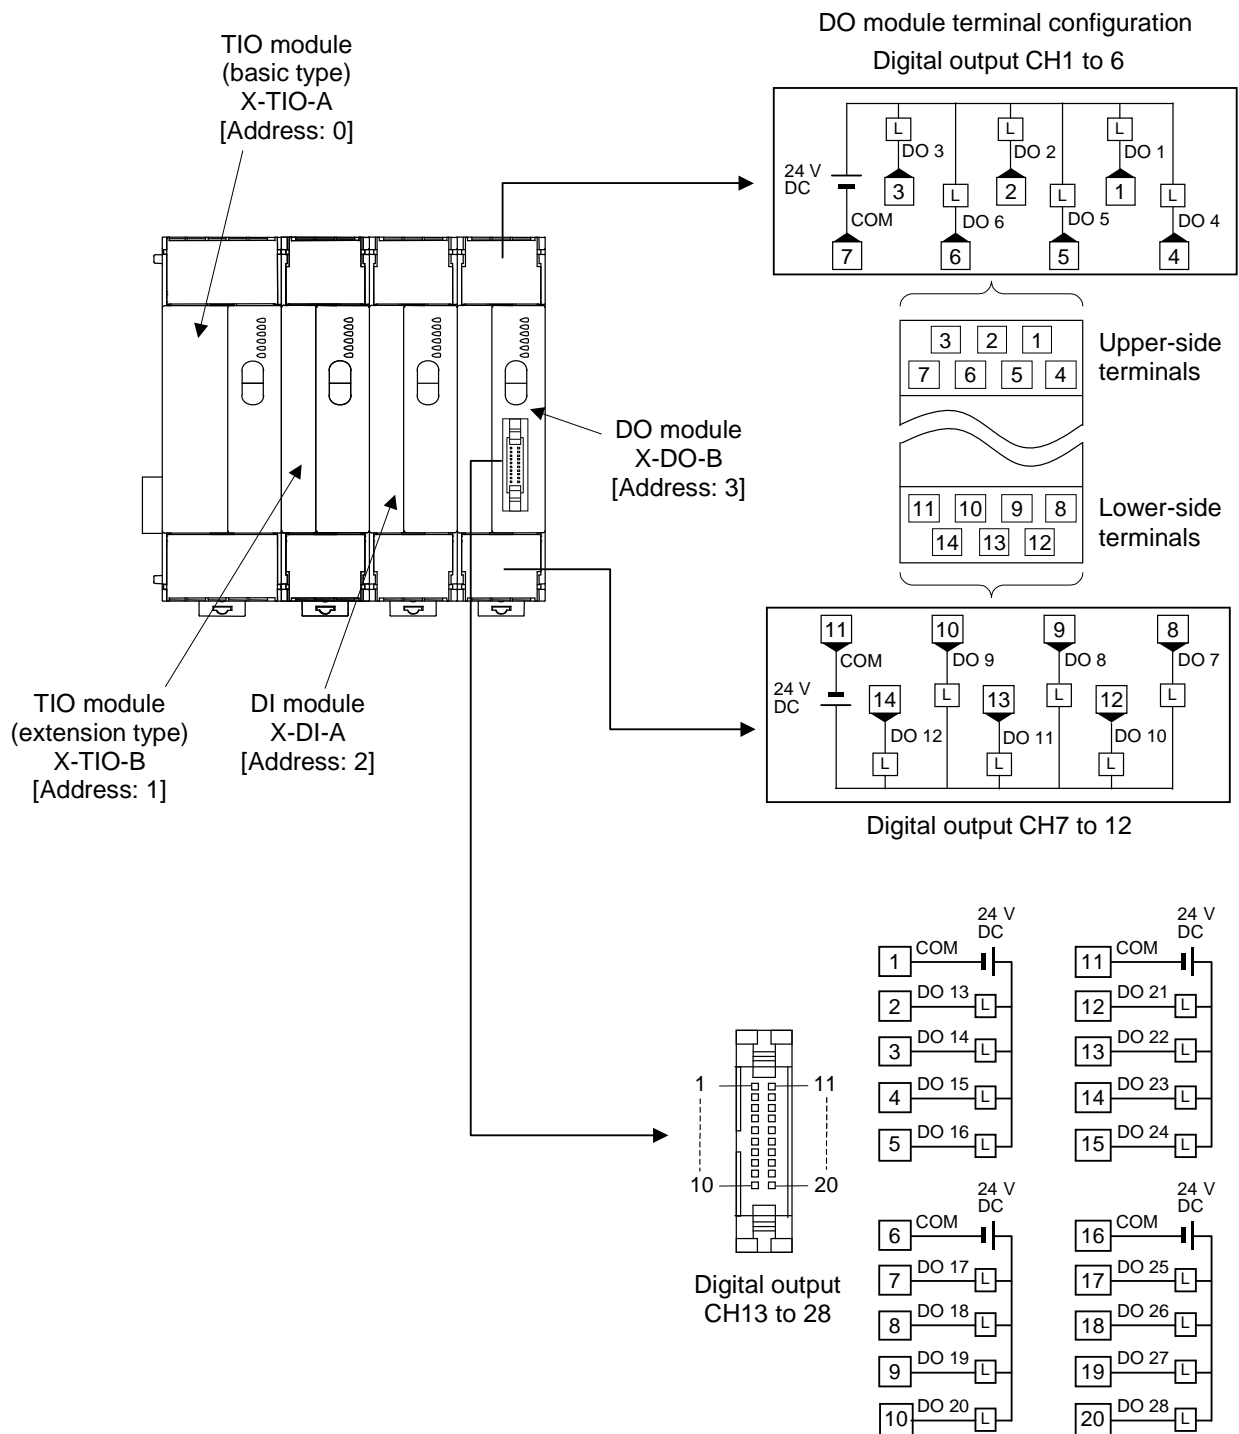 DO module terminal configuration
Digital output CH1 to 6
TIO module
(basic type)
X-TIO-A
[Address: 0]
L
L
L
DO 3
DO 2
DO 1
24 V
DC
3
2
1
L
L
L
COM
DO 6
DO 5
DO 4
7
6
5
4
3
2
1
7
6
5
4
Upper-side
terminals
DO module
X-DO-B
[Address: 3]
11
10
9
8
14
13
12
Lower-side
terminals
11
10
9
8
COM
DO 9
DO 8
DO 7
24 V
DC
14
L
13
L
12
L
DO 12
DO 11
DO 10
L
L
L
Digital output CH7 to 12
TIO module
(extension type)
X-TIO-B
[Address: 1]
DI module
X-DI-A
[Address: 2]
1
11
10
20
Digital output
CH13 to 28
24 V
DC
1 COM
2 DO 13 L
3 DO 14 L
4 DO 15 L
5 DO 16 L
24 V
DC
11 COM
12 DO 21 L
13 DO 22 L
14 DO 23 L
15 DO 24 L
24 V
DC
6 COM
7 DO 17 L
8 DO 18 L
9 DO 19 L
10 DO 20 L
24 V
DC
16 COM
17 DO 25 L
18 DO 26 L
19 DO 27 L
20 DO 28 L